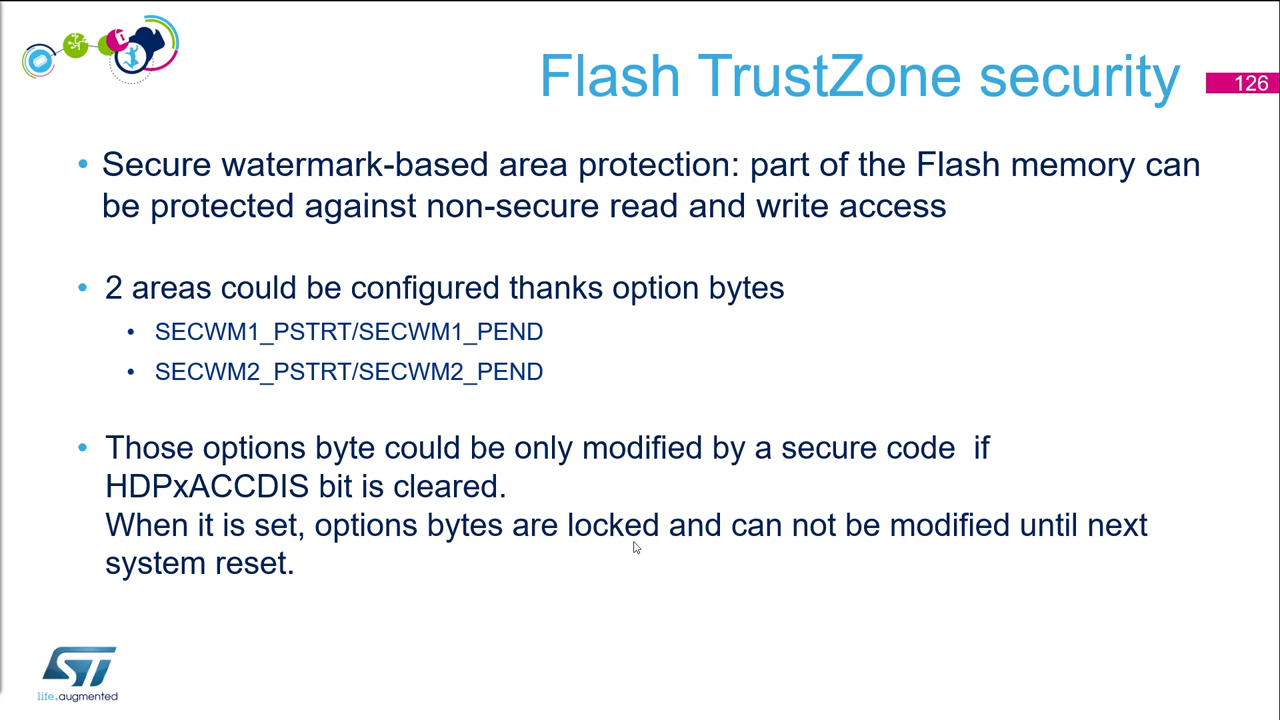 Flash TrustZone security
126
• Secure watermark-based area protection: part of the Flash memory can
be protected against non-secure read and write access
• 2 areas could be configured thanks option bytes
• SECWM1_PSTRT/SECWM1_PEND
• SECWM2_PSTRT/SECWM2_PEND
• Those options byte could be only modified by a secure code  if
HDPxACCDIS bit is cleared.
When it is set, options bytes are locked and can not be modified until next
system reset.
ST
life.augmented